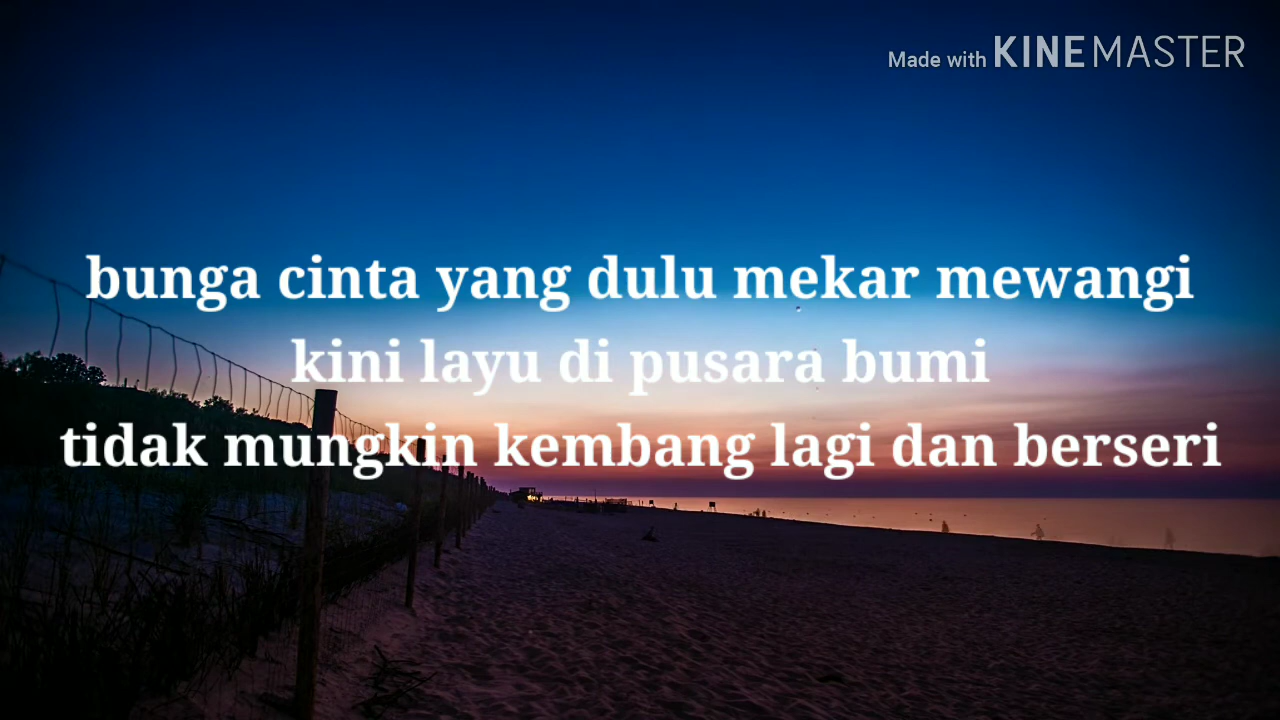 Made with KINEMASTER
bunga cinta yang dulu mekar mewangi
kini layu di pusara bumi
tidak mungkin kembang lagi dan berseri